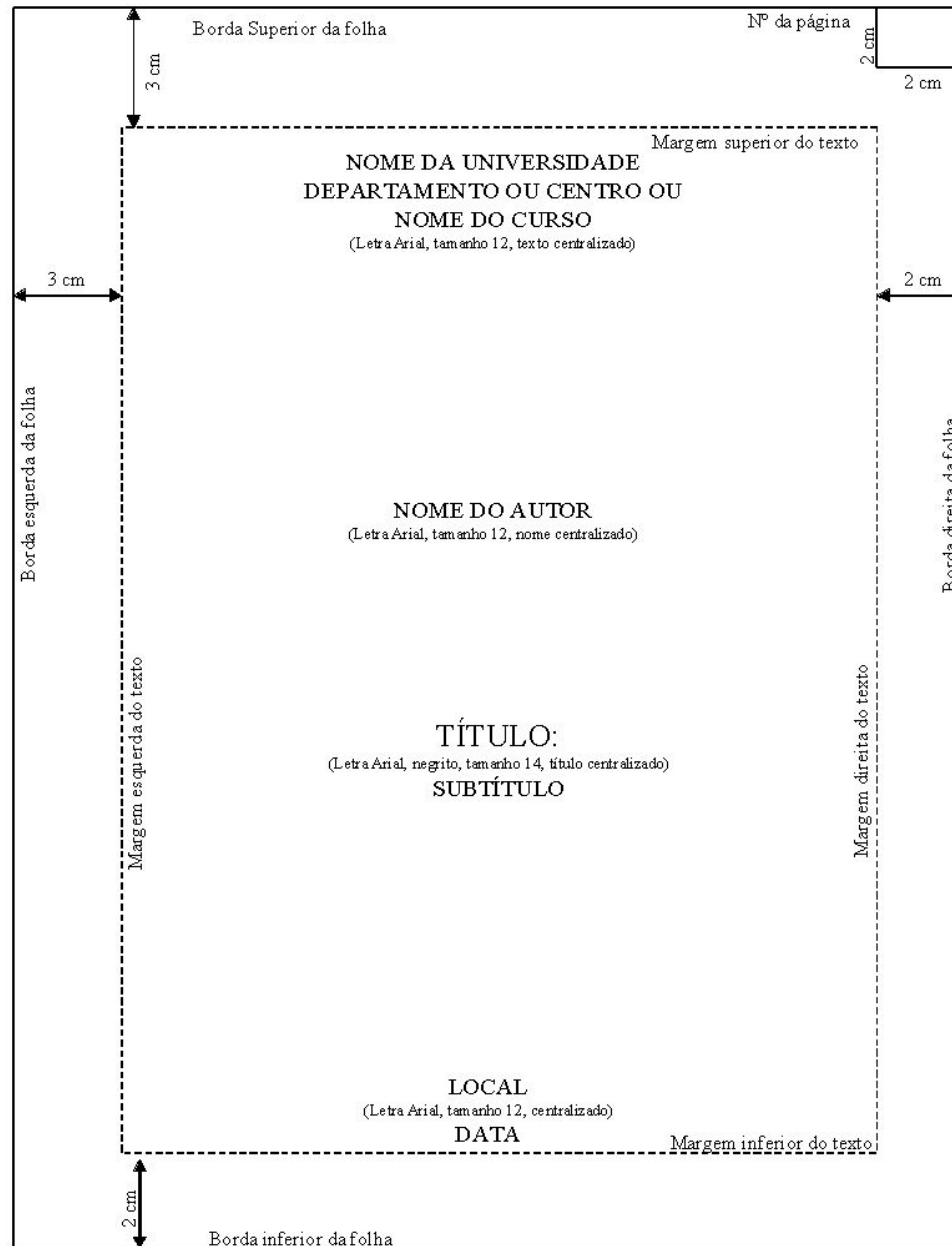 Borda Superior da folha
Nº da página
2 cm
2 cm
3 cm
Margem superior do texto
NOME DA UNIVERSIDADE
DEPARTAMENTO OU CENTRO OU
NOME DO CURSO
(Letra Arial, tamanho 12, texto centralizado)
3 cm
2 cm
Borda esquerda da folha
Borda direita da folha
NOME DO AUTOR
(Letra Arial, tamanho 12, nome centralizado)
Margem esquerda do texto
Margem direita do texto
TÍTULO:
(Letra Arial, negrito, tamanho 14, título centralizado)
SUBTÍTULO
LOCAL
(Letra Arial, tamanho 12, centralizado)
DATA
Margem inferior do texto
2 cm
Borda inferior da folha